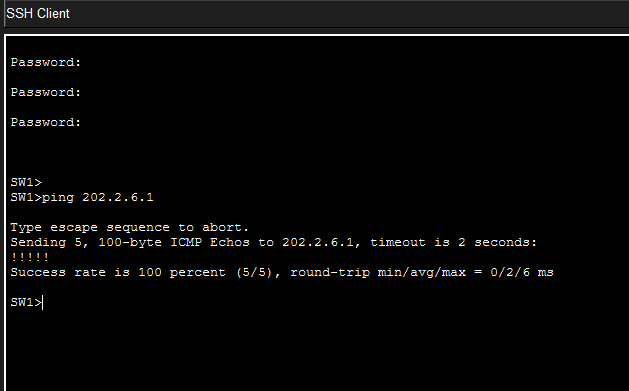 SSH Client
Password:
Password:
Password:
SW1>
SW1>ping 202.2.6.1
Type escape sequence to abort.
Sending 5, 100-byte ICMP Echos to 202.2.6.1, timeout is 2 seconds:
!!!!!
Success rate is 100 percent (5/5), round-trip min/avg/max = 0/2/6 ms
SW1>